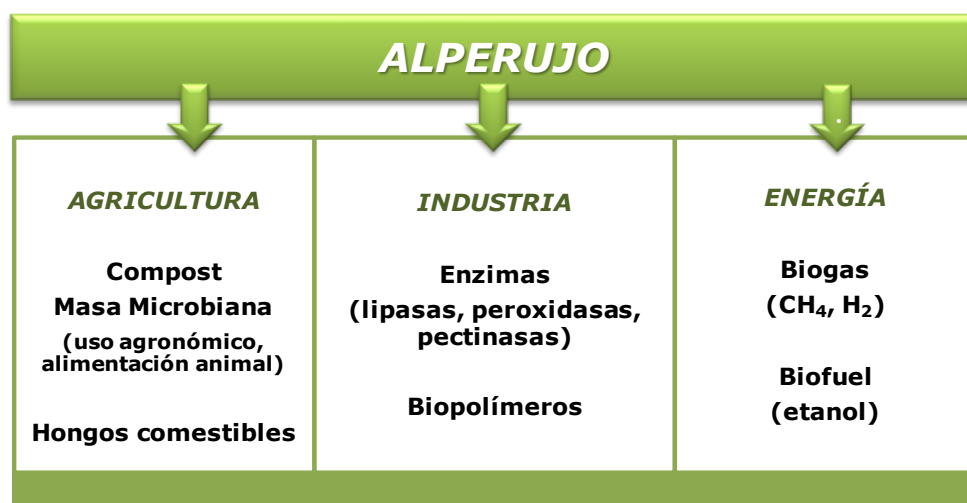 ALPERUJO
AGRICULTURA
Compost
Masa Microbiana
(uso agronómico,
alimentación animal)
Hongos comestibles
INDUSTRIA
Enzimas
(lipasas, peroxidasas,
pectinasas)
Biopolímeros
ENERGÍA
Biogas
(CH₄, H₂)
Biofuel
(etanol)